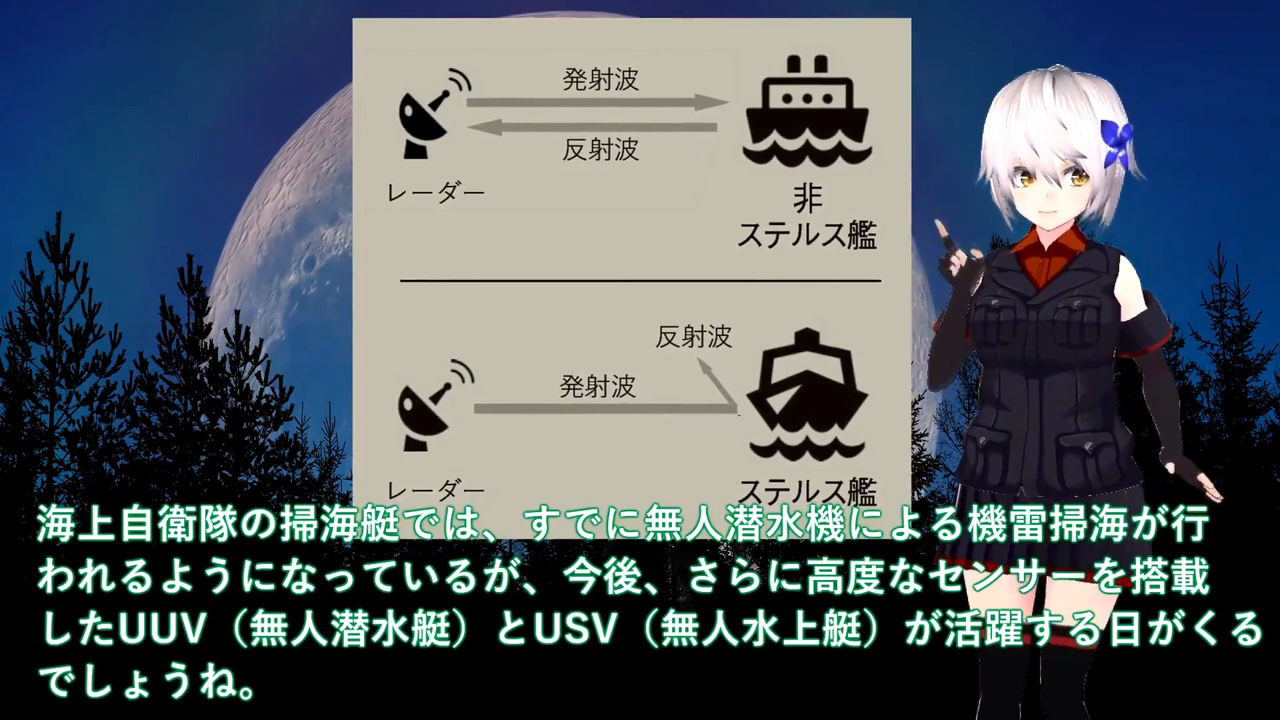 発射波
反射波
レーダー
非
ステルス艦
反射波
発射波
レーダー
ステルス艦
海上自衛隊の掃海艇では、すでに無人潜水機による機雷掃海が行
われるようになっているが、今後、さらに高度なセンサーを搭載
したUUV（無人潜水艇）とUSV（無人水上艇）が活躍する日がくる
でしょうね。